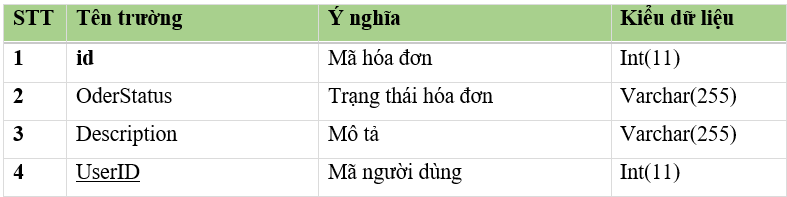 STT Tên trường Ý nghĩa Kiểu dữ liệu
1 id Mã hóa đơn Int(11)
2 OderStatus Trạng thái hóa đơn Varchar(255)
3 Description Mô tả Varchar(255)
4 UserID Mã người dùng Int(11)